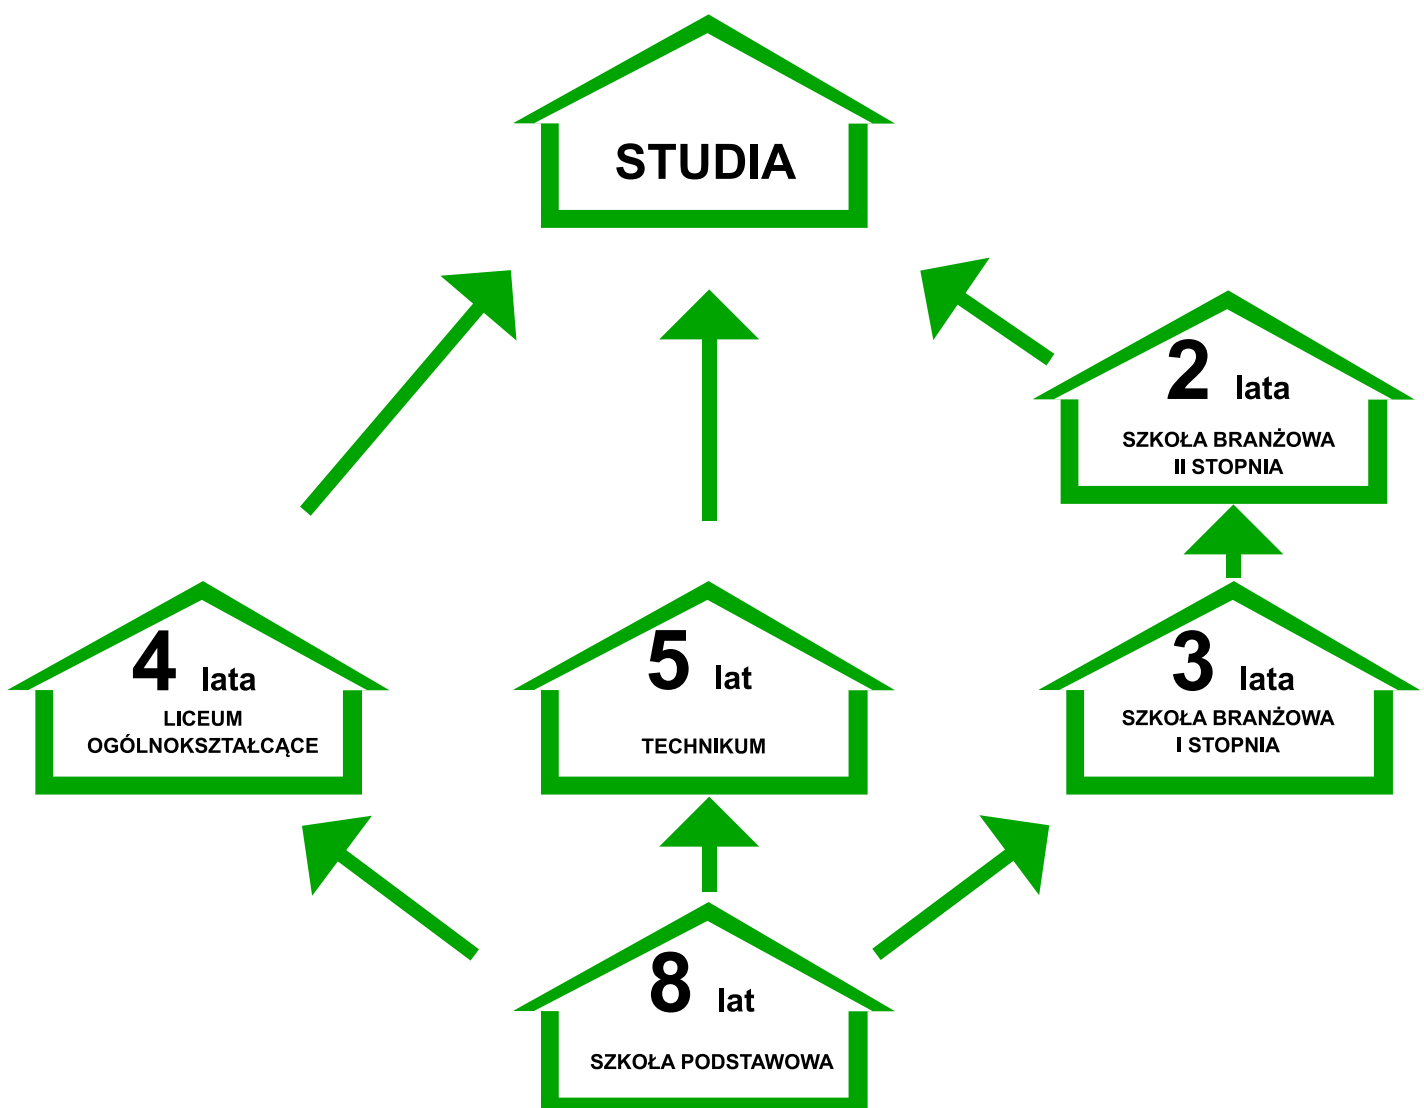 STUDIA
2 lata
SZKOŁA BRANŻOWA
II STOPNIA
4 lata
LICEUM
OGÓLNOKSZTAŁCĄCE
5 lat
TECHNIKUM
3 lata
SZKOŁA BRANŻOWA
I STOPNIA
8 lat
SZKOŁA PODSTAWOWA